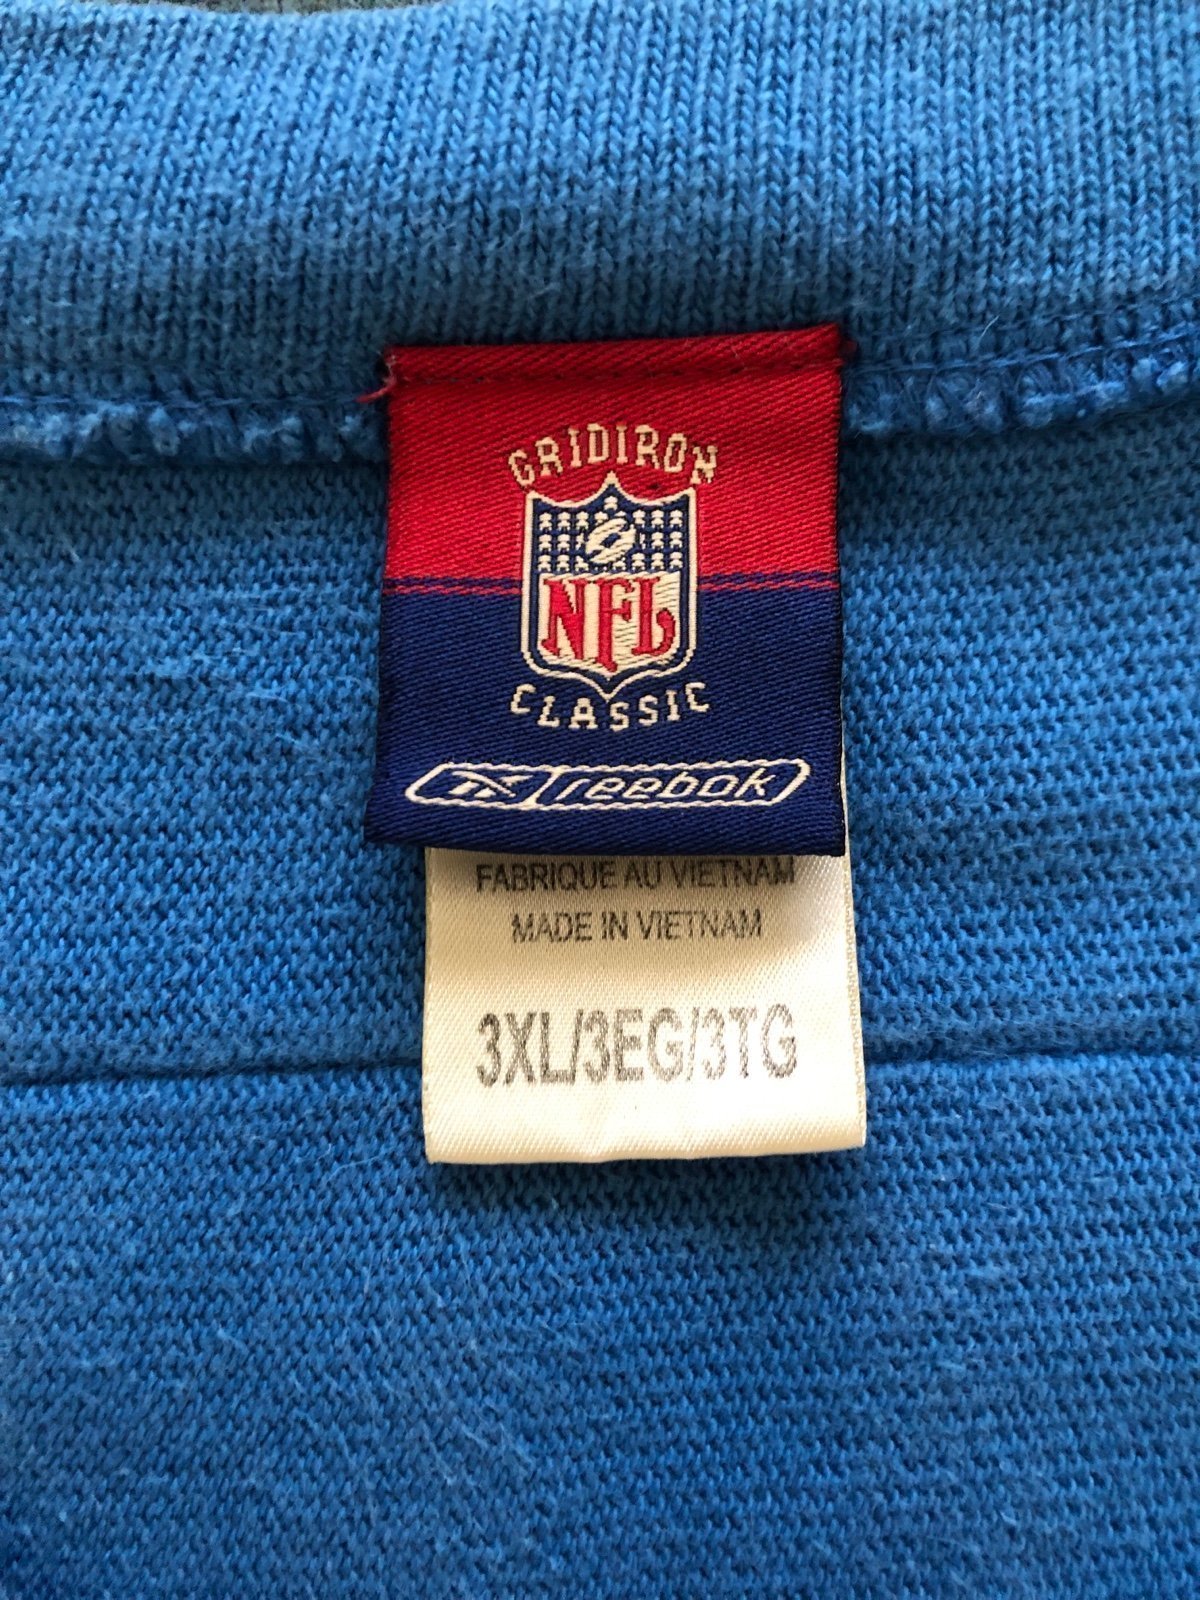 GRIDIRON
NFL
CLASSIC
reebok
FABRIQUE AU VIETNAM
MADE IN VIETNAM
3XL/3EG/3TG